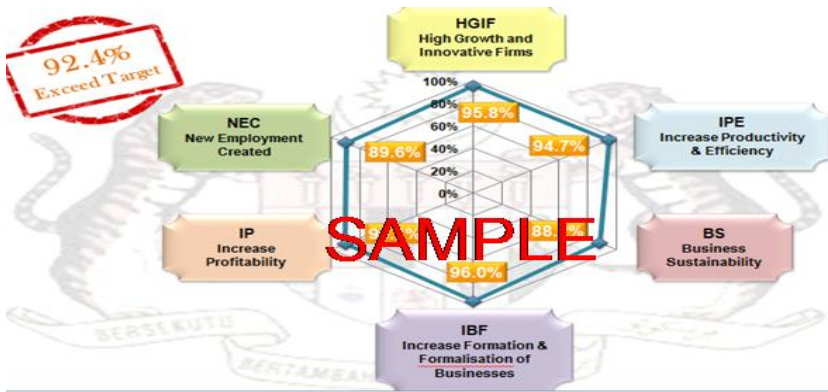 HGIF
High Growth and
Innovative Firms
92.4%
Exceed Target
100%
80%
60%
40%
20%
0%
95.8%
NEC
New Employment
Created
89.6%
94.7%
IPE
Increase Productivity
& Efficiency
IP
Increase
Profitability
SAMPLE
BS
Business
Sustainability
96.0%
IBF
Increase Formation &
Formalisation of
Businesses
BERSEKUTU